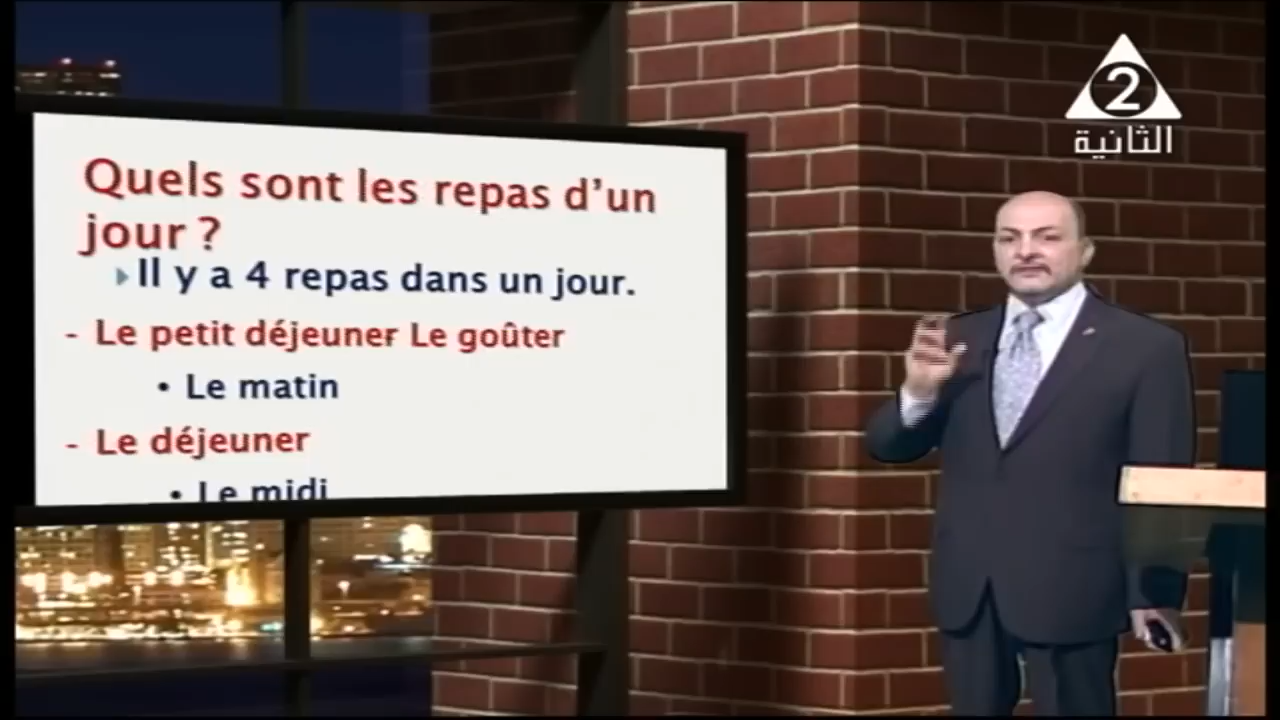 2
الثانية
Quels sont les repas d’un
jour ?
Il y a 4 repas dans un jour.
- Le petit déjeuner Le goûter
• Le matin
- Le déjeuner
• Le midi